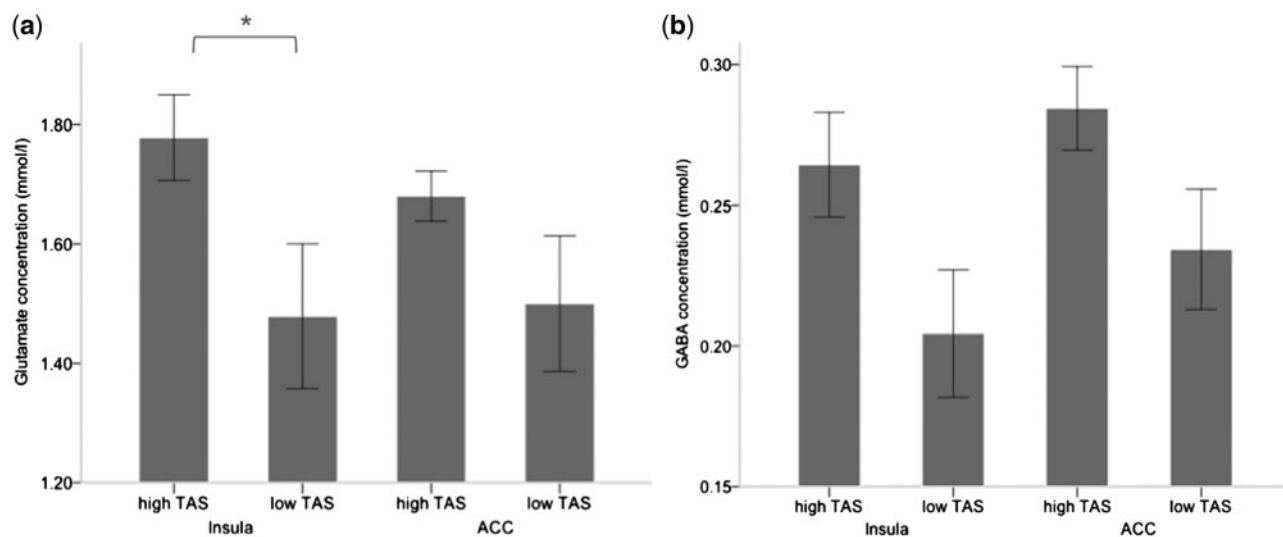 (a)
*
Glutamate concentration (mmol/l)
1.80
1.60
1.40
1.20
high TAS low TAS high TAS low TAS
Insula ACC
(b)
GABA concentration (mmol/l)
0.30
0.25
0.20
0.15
high TAS low TAS high TAS low TAS
Insula ACC